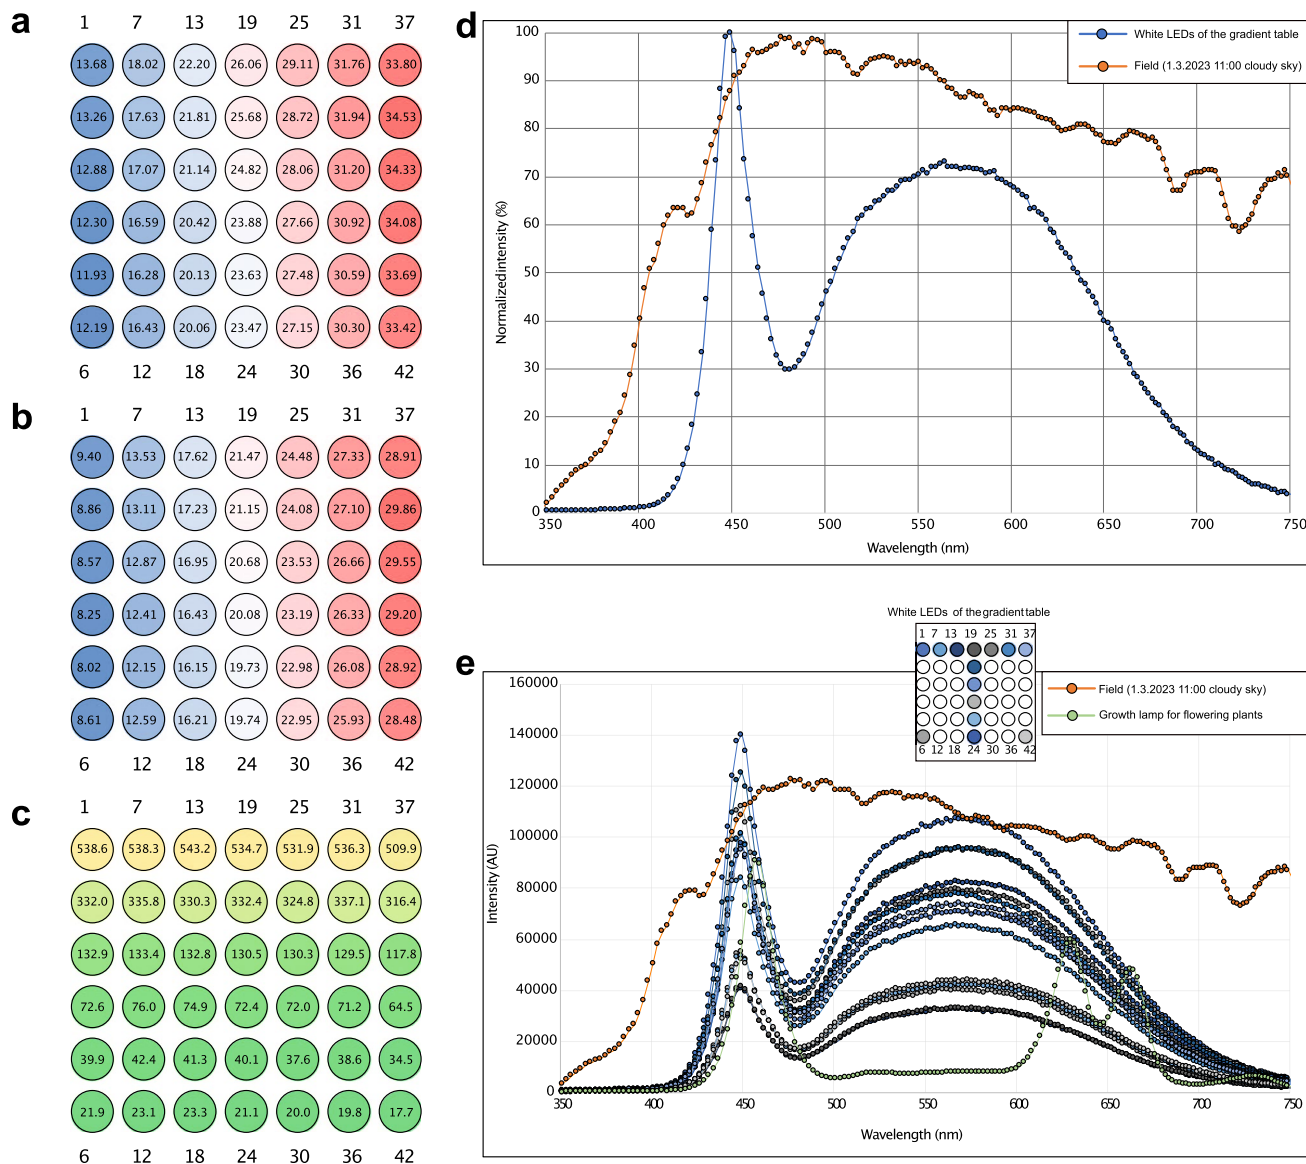 a
1 7 13 19 25 31 37
13.68 18.02 22.20 26.06 29.11 31.76 33.80
13.26 17.63 21.81 25.68 28.72 31.94 34.53
12.88 17.07 21.14 24.82 28.06 31.20 34.33
12.30 16.59 20.42 23.88 27.66 30.92 34.08
11.93 16.28 20.13 23.63 27.48 30.59 33.69
12.19 16.43 20.06 23.47 27.15 30.30 33.42
6 12 18 24 30 36 42
b
1 7 13 19 25 31 37
9.40 13.53 17.62 21.47 24.48 27.33 28.91
8.86 13.11 17.23 21.15 24.08 27.10 29.86
8.57 12.87 16.95 20.68 23.53 26.66 29.55
8.25 12.41 16.43 20.08 23.19 26.33 29.20
8.02 12.15 16.15 19.73 22.98 26.08 28.92
8.61 12.59 16.21 19.74 22.95 25.93 28.48
6 12 18 24 30 36 42
c
1 7 13 19 25 31 37
538.6 538.3 543.2 534.7 531.9 536.3 509.9
332.0 335.8 330.3 332.4 324.8 337.1 316.4
132.9 133.4 132.8 130.5 130.3 129.5 117.8
72.6 76.0 74.9 72.4 72.0 71.2 64.5
39.9 42.4 41.3 40.1 37.6 38.6 34.5
21.9 23.1 23.3 21.1 20.0 19.8 17.7
6 12 18 24 30 36 42
d
White LEDs of the gradient table
Field (1.3.2023 11:00 cloudy sky)
100
90
80
70
60
50
40
30
20
10
0
Normalizedintensity (%)
350 400 450 500 550 600 650 700 750
Wavelength (nm)
e
White LEDs of the gradient table
1 7 13 19 25 31 37
6 12 18 24 30 36 42
Field (1.3.2023 11:00 cloudy sky)
Growth lamp for flowering plants
160000
140000
120000
100000
80000
60000
40000
20000
0
Intensity (AU)
350 400 450 500 550 600 650 700 750
Wavelength (nm)